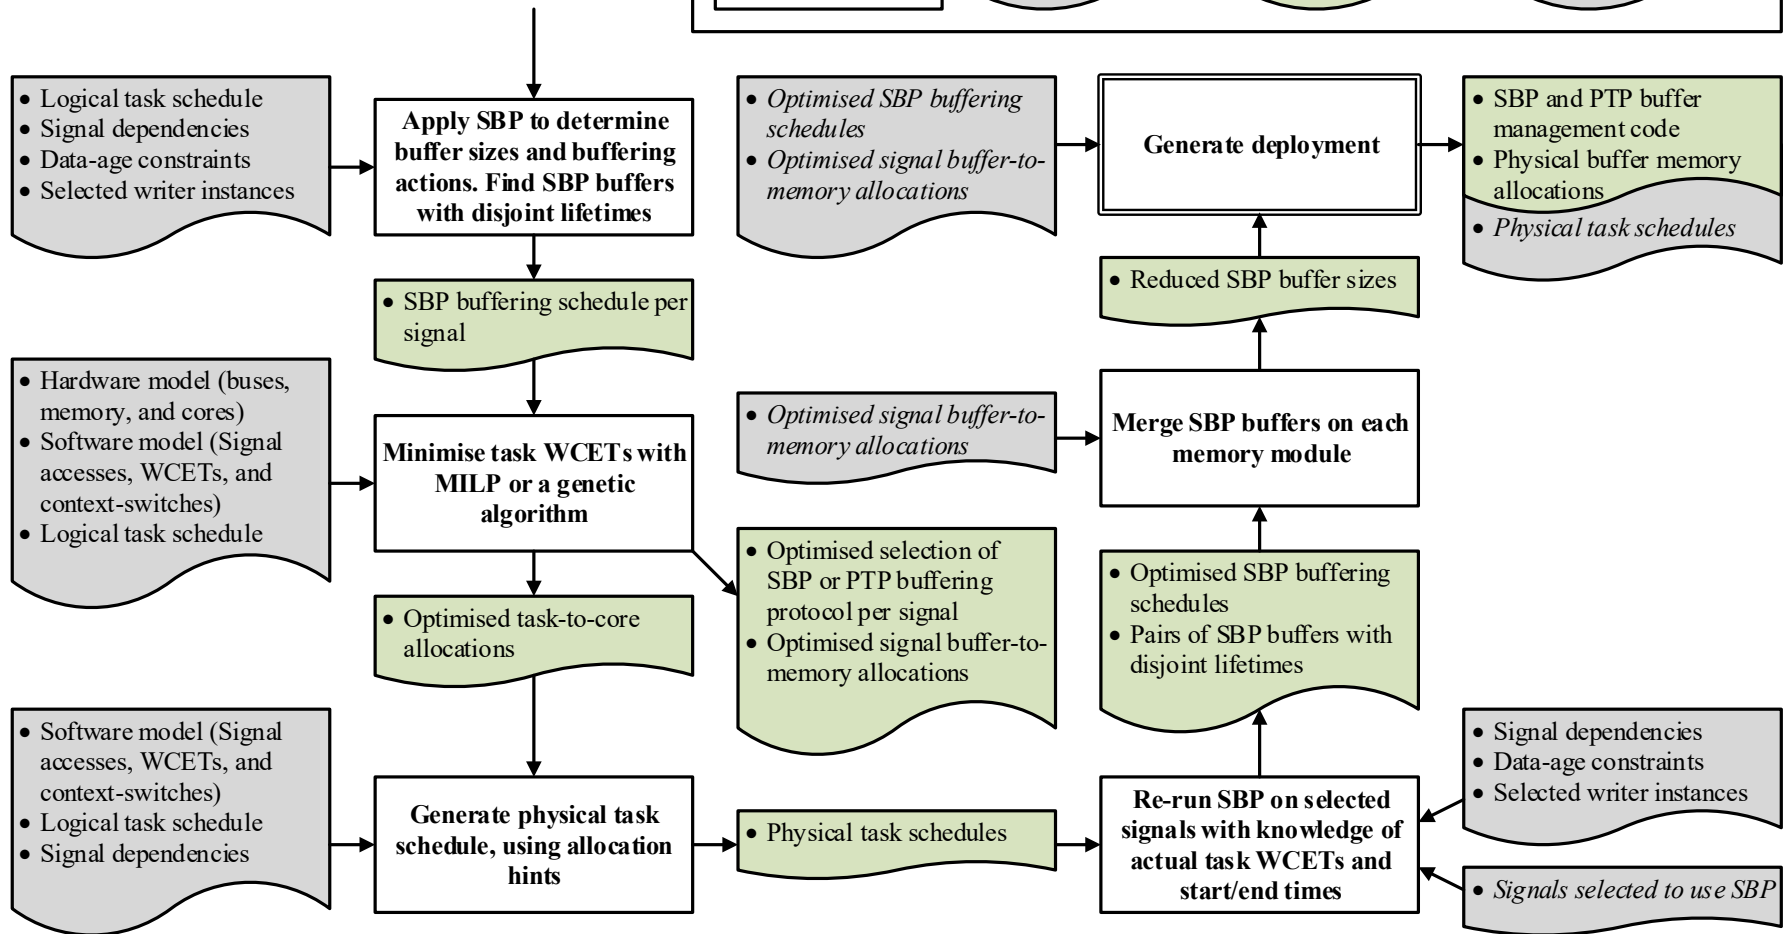 • Logical task schedule
• Signal dependencies
• Data-age constraints
• Selected writer instances
Apply SBP to determine
buffer sizes and buffering
actions. Find SBP buffers
with disjoint lifetimes
• SBP buffering schedule per
signal
• Hardware model (buses,
memory, and cores)
• Software model (Signal
accesses, WCETs, and
context-switches)
• Logical task schedule
Minimise task WCETs with
MILP or a genetic
algorithm
• Optimised task-to-core
allocations
• Optimised selection of
SBP or PTP buffering
protocol per signal
• Optimised signal buffer-to-
memory allocations
• Software model (Signal
accesses, WCETs, and
context-switches)
• Logical task schedule
• Signal dependencies
Generate physical task
schedule, using allocation
hints
• Physical task schedules
Re-run SBP on selected
signals with knowledge of
actual task WCETs and
start/end times
• Signal dependencies
• Data-age constraints
• Selected writer instances
• Signals selected to use SBP
• Optimised SBP buffering
schedules
• Pairs of SBP buffers with
disjoint lifetimes
• Optimised signal buffer-to-
memory allocations
Merge SBP buffers on each
memory module
• Reduced SBP buffer sizes
• Optimised SBP buffering
schedules
• Optimised signal buffer-to-
memory allocations
Generate deployment
• SBP and PTP buffer
management code
• Physical buffer memory
allocations
• Physical task schedules